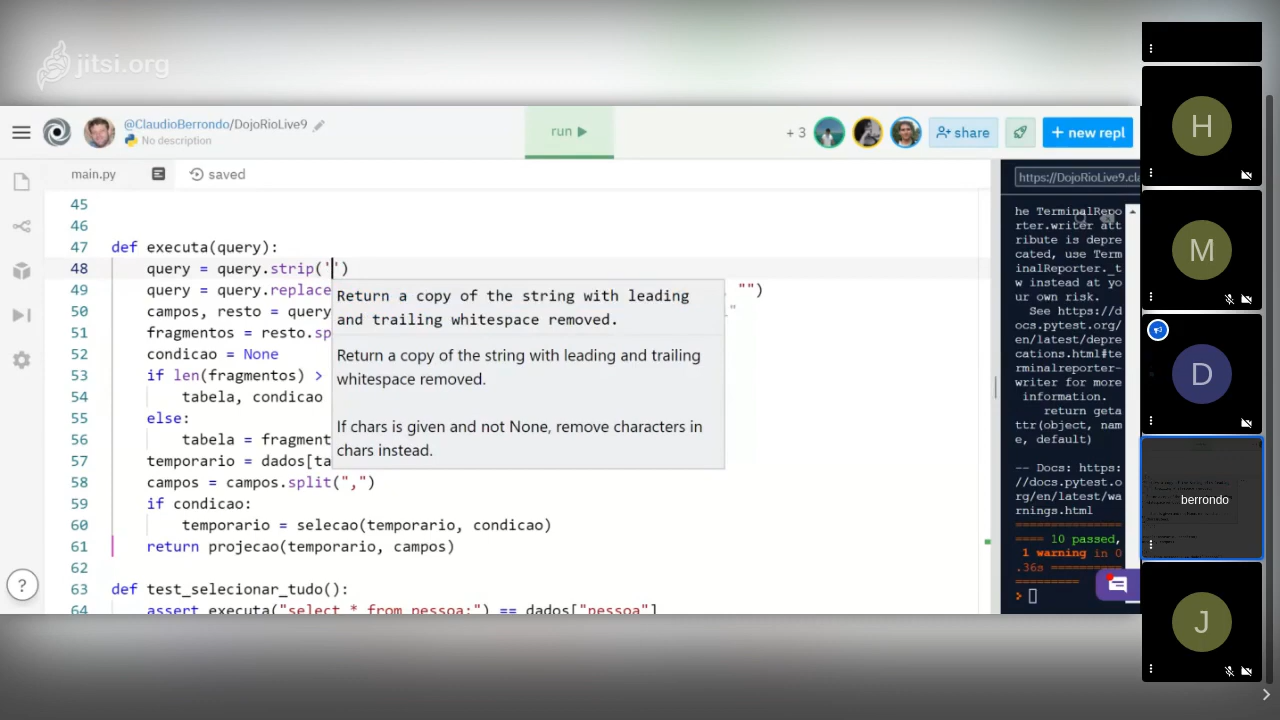 jitsi.org
@ClaudioBerrondo/DojoRioLive9
No description
run
+ 3
share
+ new repl
main.py
saved
https://DojoRioLive9.cl
45
46
47 def executa(query):
48 query = query.strip('')
49 query = query.replace "")
50 campos, resto = query "
51 fragmentos = resto.sp
52 condicao = None
53 if len(fragmentos) >
54 tabela, condicao
55 else:
56 tabela = fragment
57 temporario = dados[ta
58 campos = campos.split(",")
59 if condicao:
60 temporario = selecao(temporario, condicao)
61 return projecao(temporario, campos)
62
63 def test_selecionar_tudo():
64 assert executa("select * from pessoa;") == dados["pessoa"]
Return a copy of the string with leading
and trailing whitespace removed.
Return a copy of the string with leading and trailing
whitespace removed.
If chars is given and not None, remove characters in
chars instead.
?
he TerminalRepo
rter.writer att
ribute is depre
cated, use Term
inalReporter._t
w instead at yo
ur own risk.
See https://d
ocs.pytest.org/
en/latest/depre
cations.html#te
rminalreporter-
writer for more
information.
return geta
ttr(object, nam
e, default)
-- Docs: https:
//docs.pytest.o
rg/en/latest/wa
rnings.html
===============
==== 10 passed,
1 warning in 0
.36s ==========
=========
>
H
M
D
berrondo
J